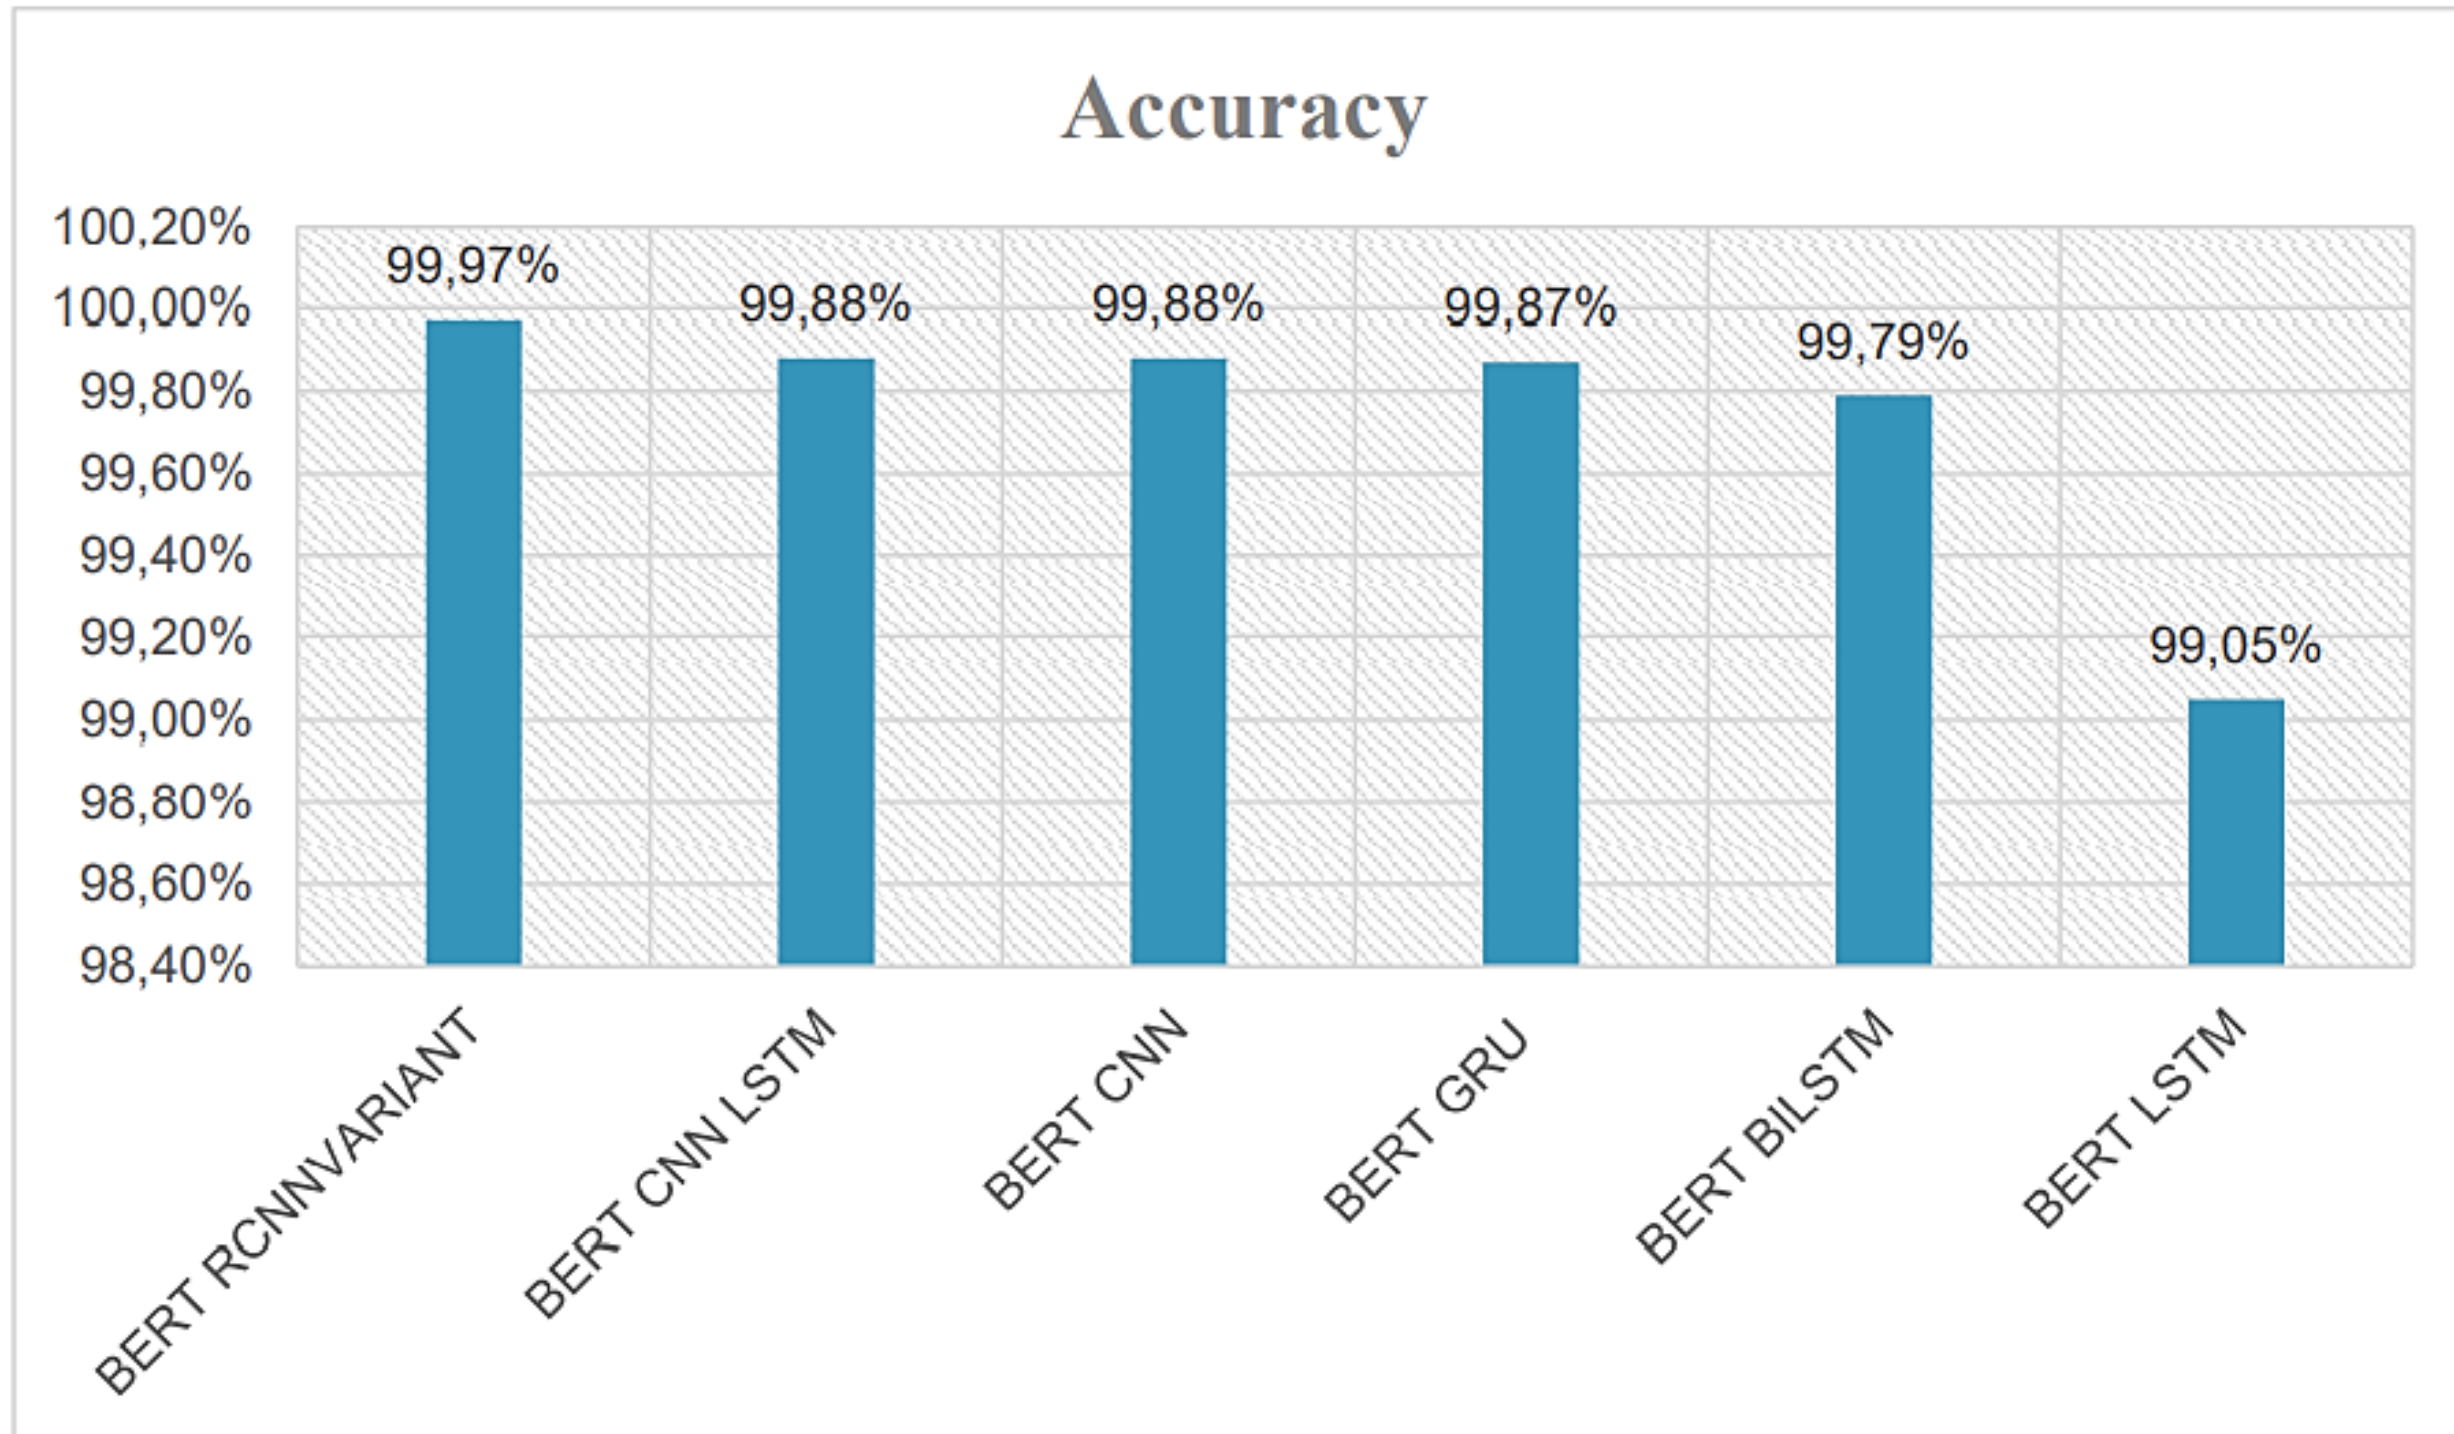 Accuracy
100,20%
100,00%
99,80%
99,60%
99,40%
99,20%
99,00%
98,80%
98,60%
98,40%
99,97%
99,88%
99,88%
99,87%
99,79%
99,05%
BERT RCNNVARIANT
BERT CNN LSTM
BERT CNN
BERT GRU
BERT BILSTM
BERT LSTM